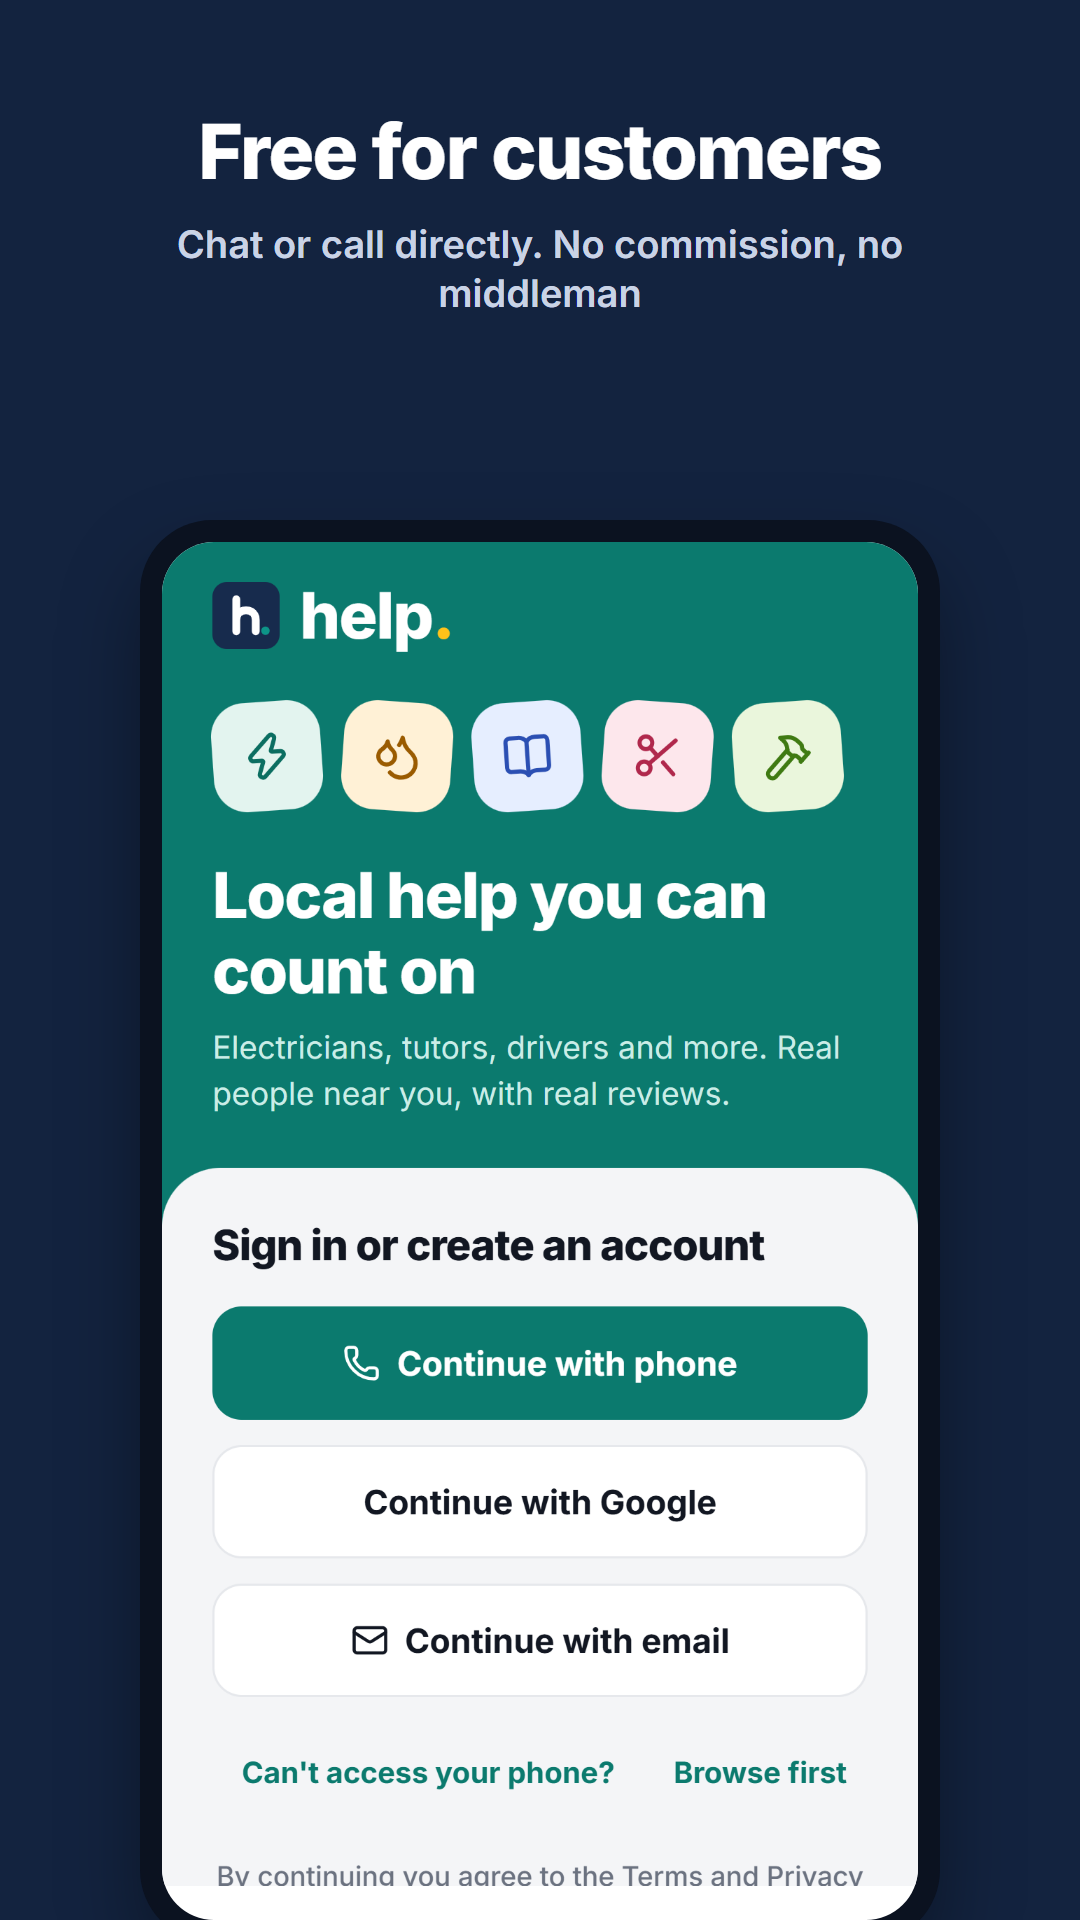 Free for customers
Chat or call directly. No commission, no
middleman
h.
help.
Local help you can
count on
Electricians, tutors, drivers and more. Real
people near you, with real reviews.
Sign in or create an account
Continue with phone
Continue with Google
Continue with email
Can't access your phone? Browse first
By continuing you agree to the Terms and Privacy